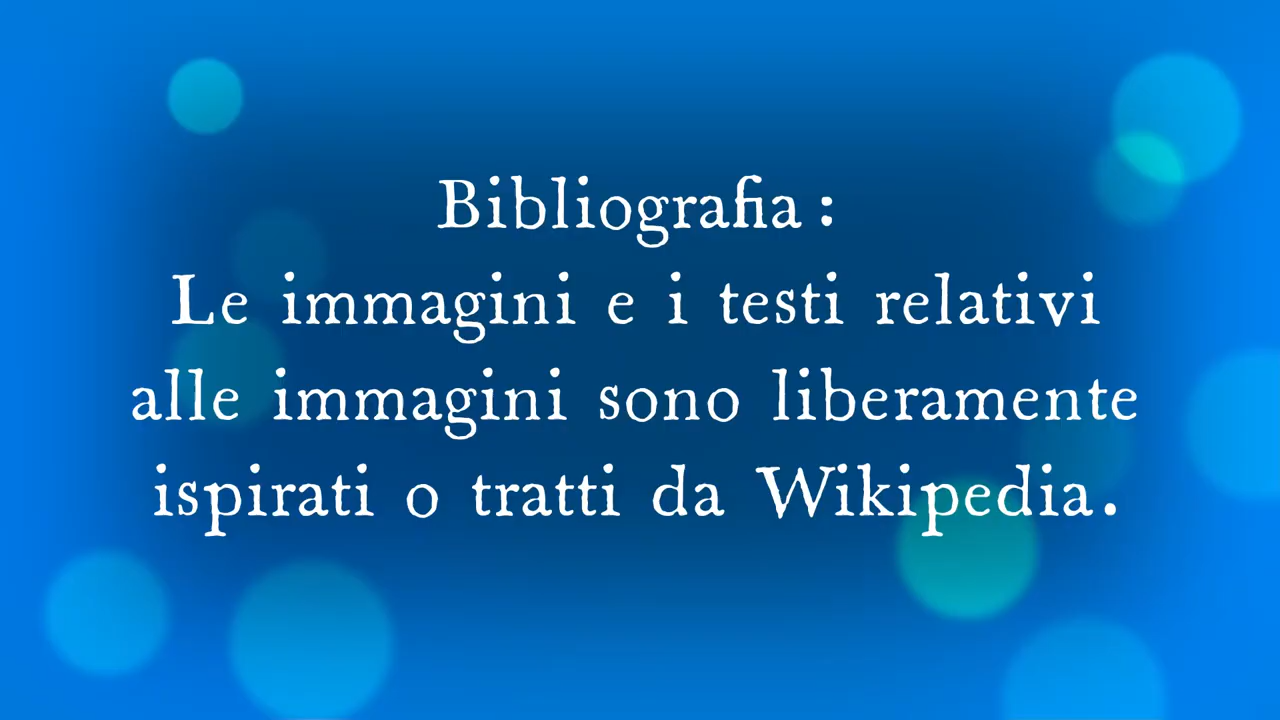 Bibliografia :
Le immagini e i testi relativi
alle immagini sono liberamente
ispirati o tratti da Wikipedia.